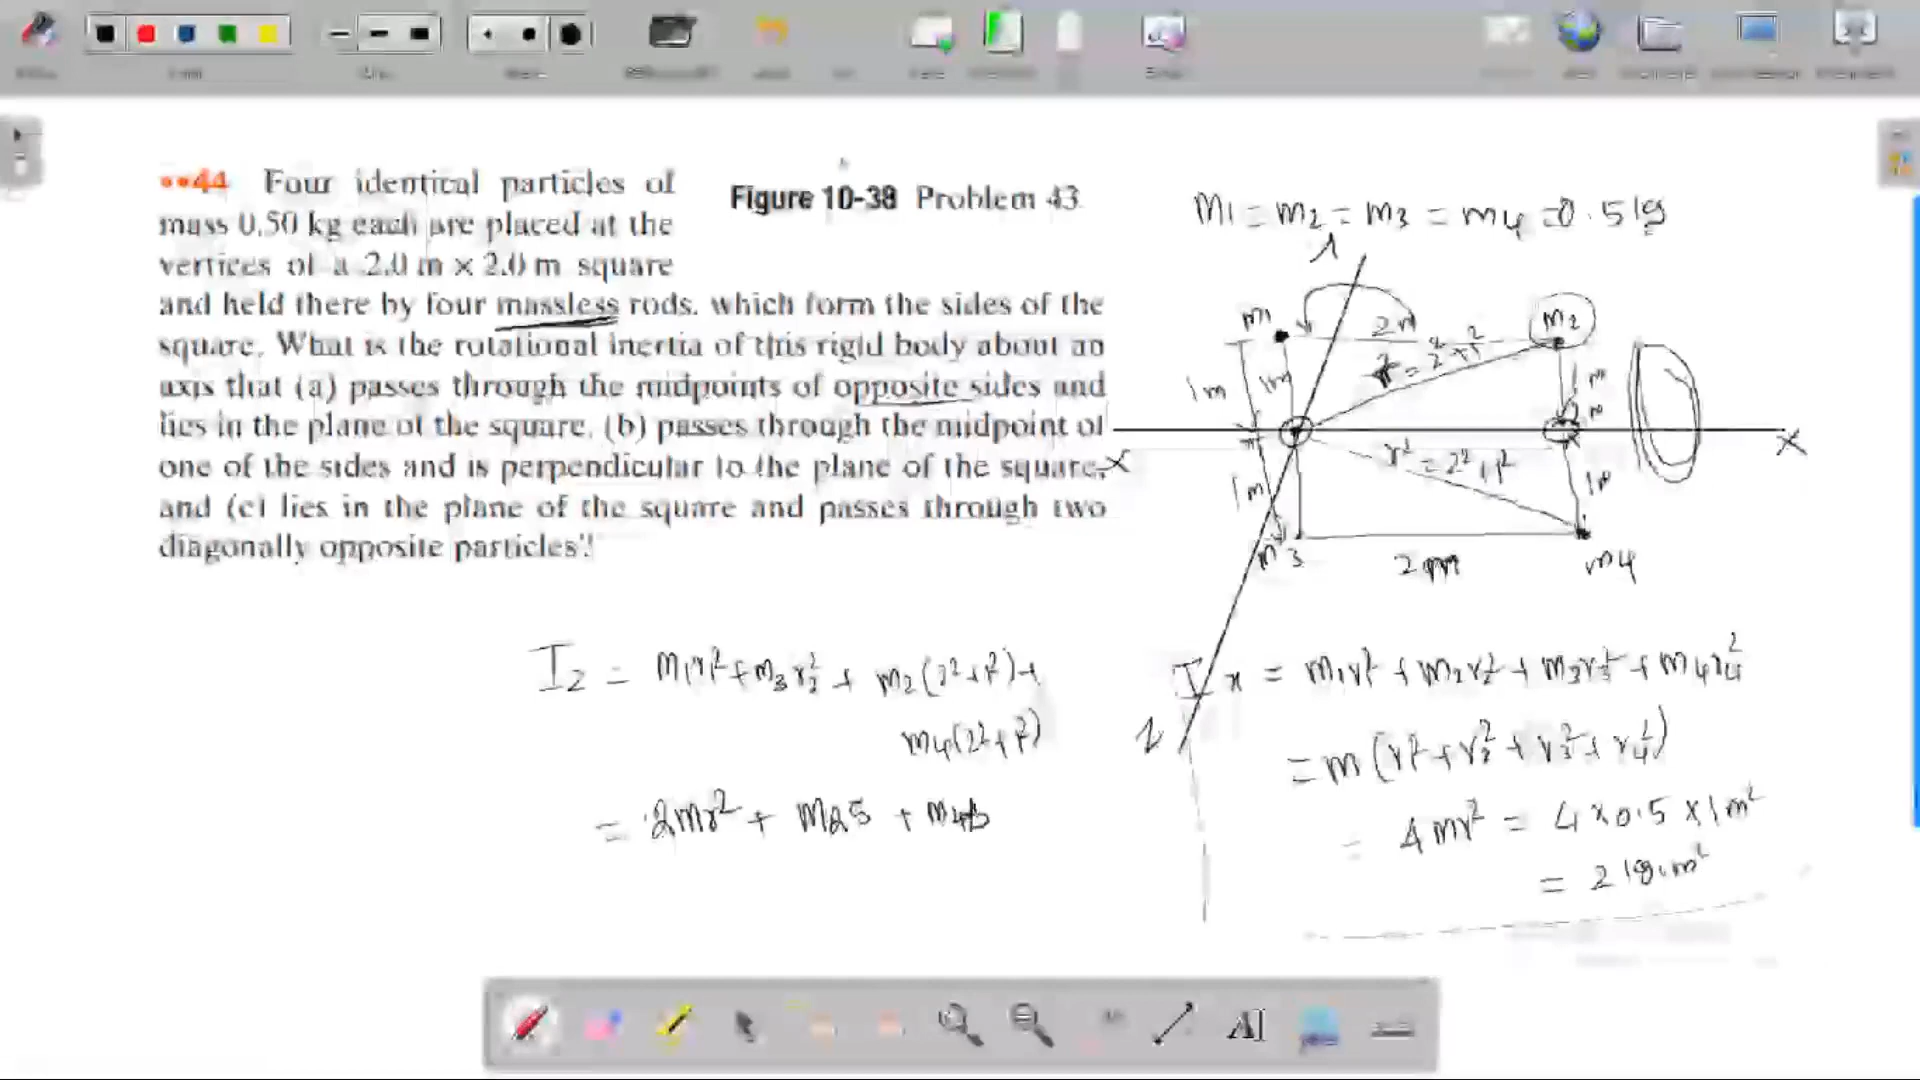 ••44 Four identical particles of
mass 0.50 kg each are placed at the
vertices of a 2.0 m × 2.0 m square
and held there by four massless rods, which form the sides of the
square. What is the rotational inertia of this rigid body about an
axis that (a) passes through the midpoints of opposite sides and
lies in the plane of the square, (b) passes through the midpoint of
one of the sides and is perpendicular to the plane of the square,
and (c) lies in the plane of the square and passes through two
diagonally opposite particles?
Figure 10-38 Problem 43
m1 = m2 = m3 = m4 = 0.5 kg
m1
2m
m2
1m
1m
x
x
r² = 2² + 1²
1m
m3
2m
m4
z
Iz = m1r1² + m3r3² + m2(2²+1²) +
m4(2²+1²)
= 2mr² + m25 + m45
Ix = m1r1² + m2r2² + m3r3² + m4r4²
= m (r1² + r2² + r3² + r4²)
= 4mr² = 4 × 0.5 × 1m²
= 2 kg.m²